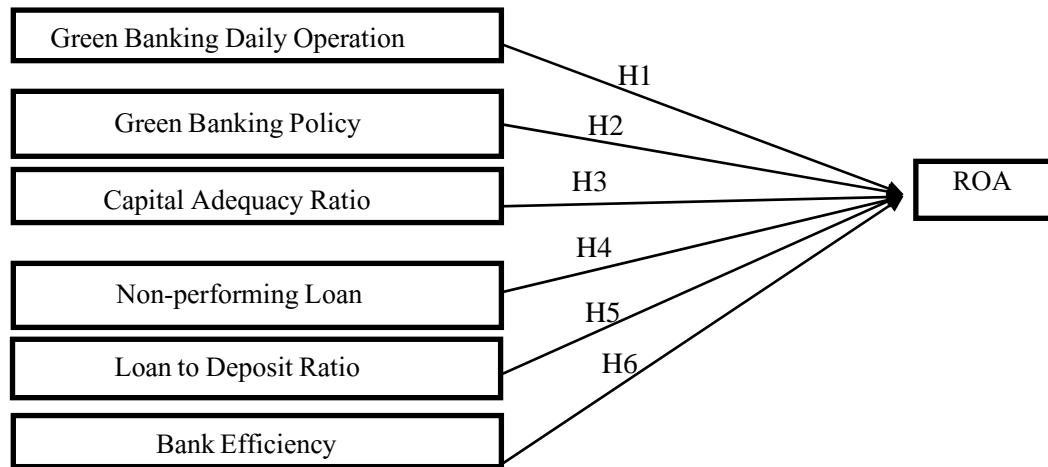 Green Banking Daily Operation
H1
Green Banking Policy
H2
ROA
Capital Adequacy Ratio
H3
H4
Non-performing Loan
H5
Loan to Deposit Ratio
H6
Bank Efficiency